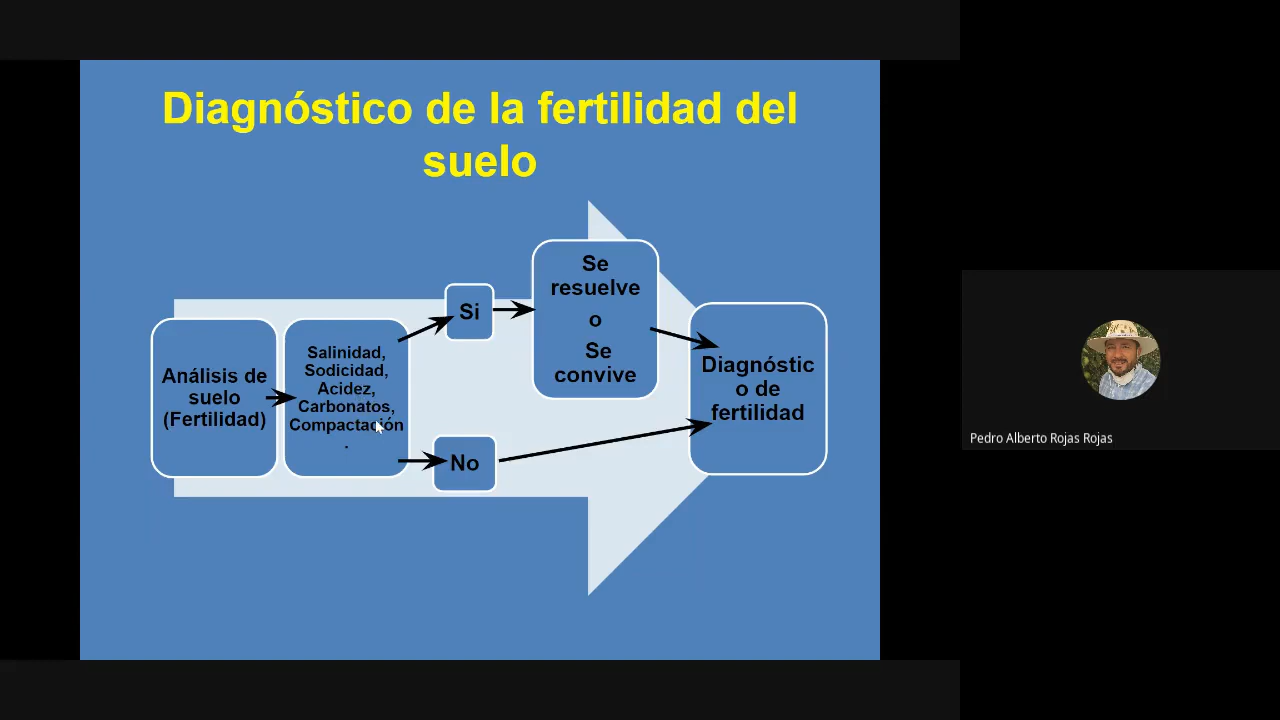 Diagnóstico de la fertilidad del
suelo
Análisis de
suelo
(Fertilidad)
Salinidad,
Sodicidad,
Acidez,
Carbonatos,
Compactación
.
Si
No
Se
resuelve
o
Se
convive
Diagnóstic
o de
fertilidad
Pedro Alberto Rojas Rojas